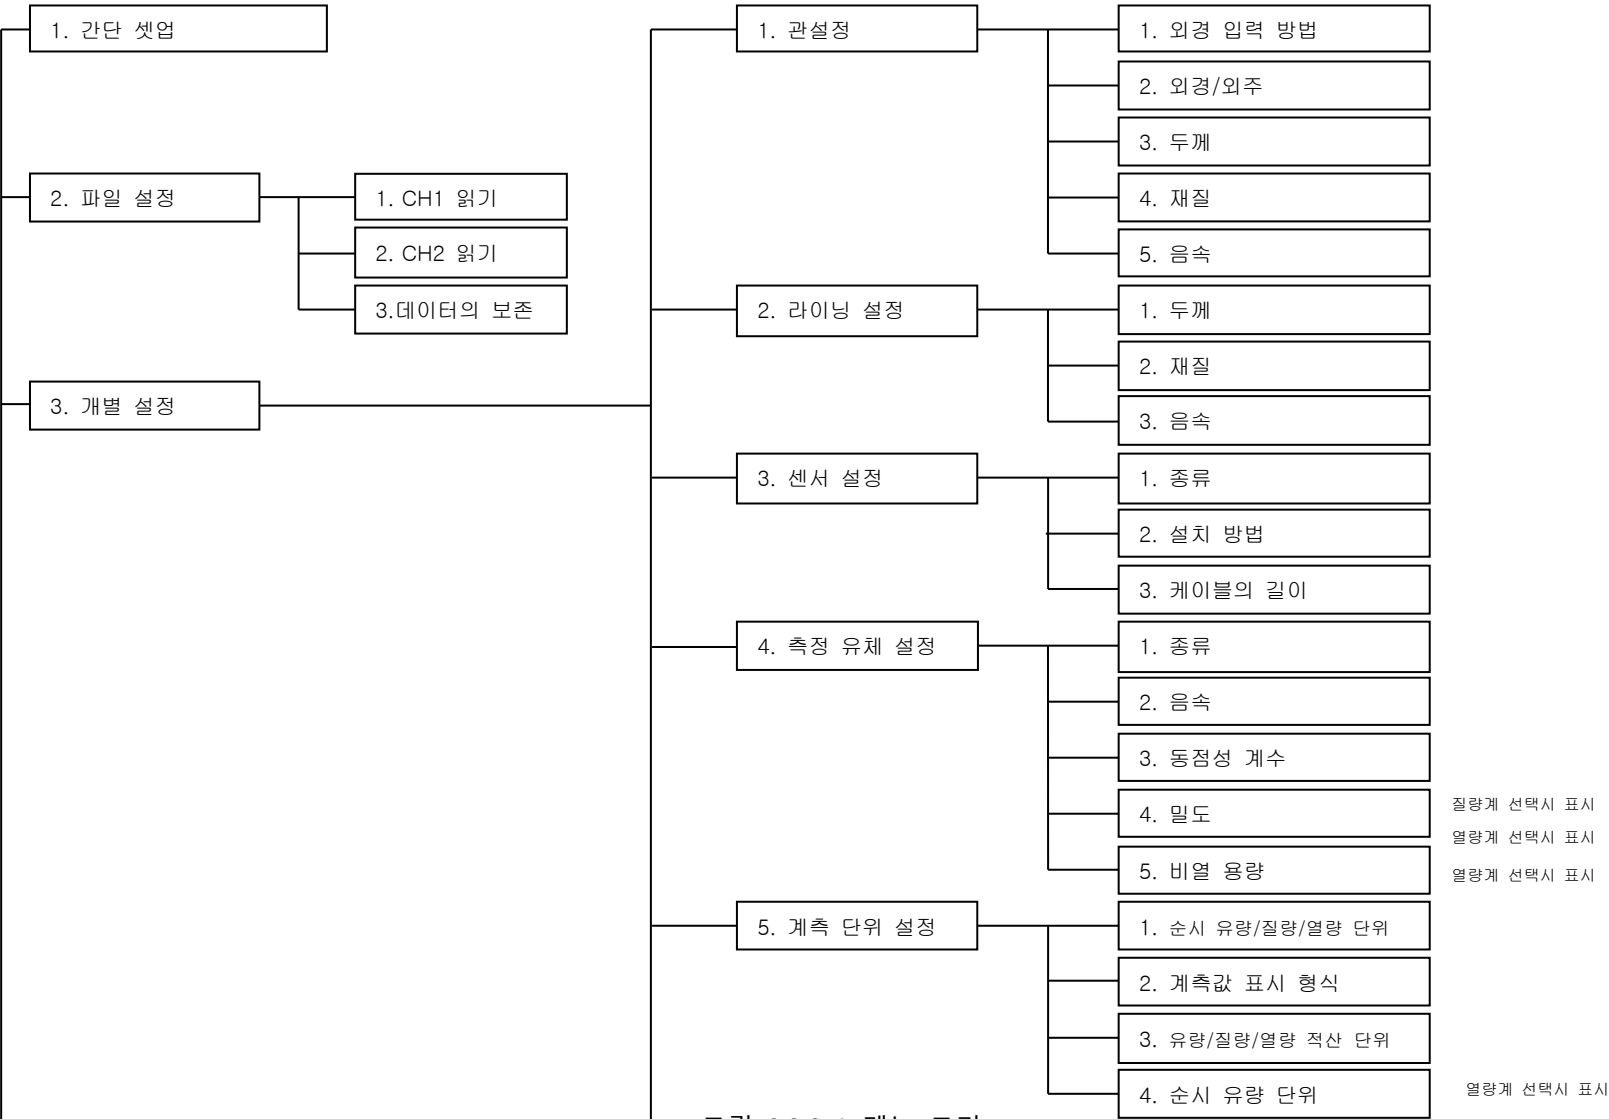 1. 간단 셋업
2. 파일 설정
1. CH1 읽기
2. CH2 읽기
3.데이터의 보존
3. 개별 설정
1. 관설정
1. 외경 입력 방법
2. 외경/외주
3. 두께
4. 재질
5. 음속
2. 라이닝 설정
1. 두께
2. 재질
3. 음속
3. 센서 설정
1. 종류
2. 설치 방법
3. 케이블의 길이
4. 측정 유체 설정
1. 종류
2. 음속
3. 동점성 계수
4. 밀도
질량계 선택시 표시
열량계 선택시 표시
5. 비열 용량
열량계 선택시 표시
5. 계측 단위 설정
1. 순시 유량/질량/열량 단위
2. 계측값 표시 형식
3. 유량/질량/열량 적산 단위
4. 순시 유량 단위
열량계 선택시 표시